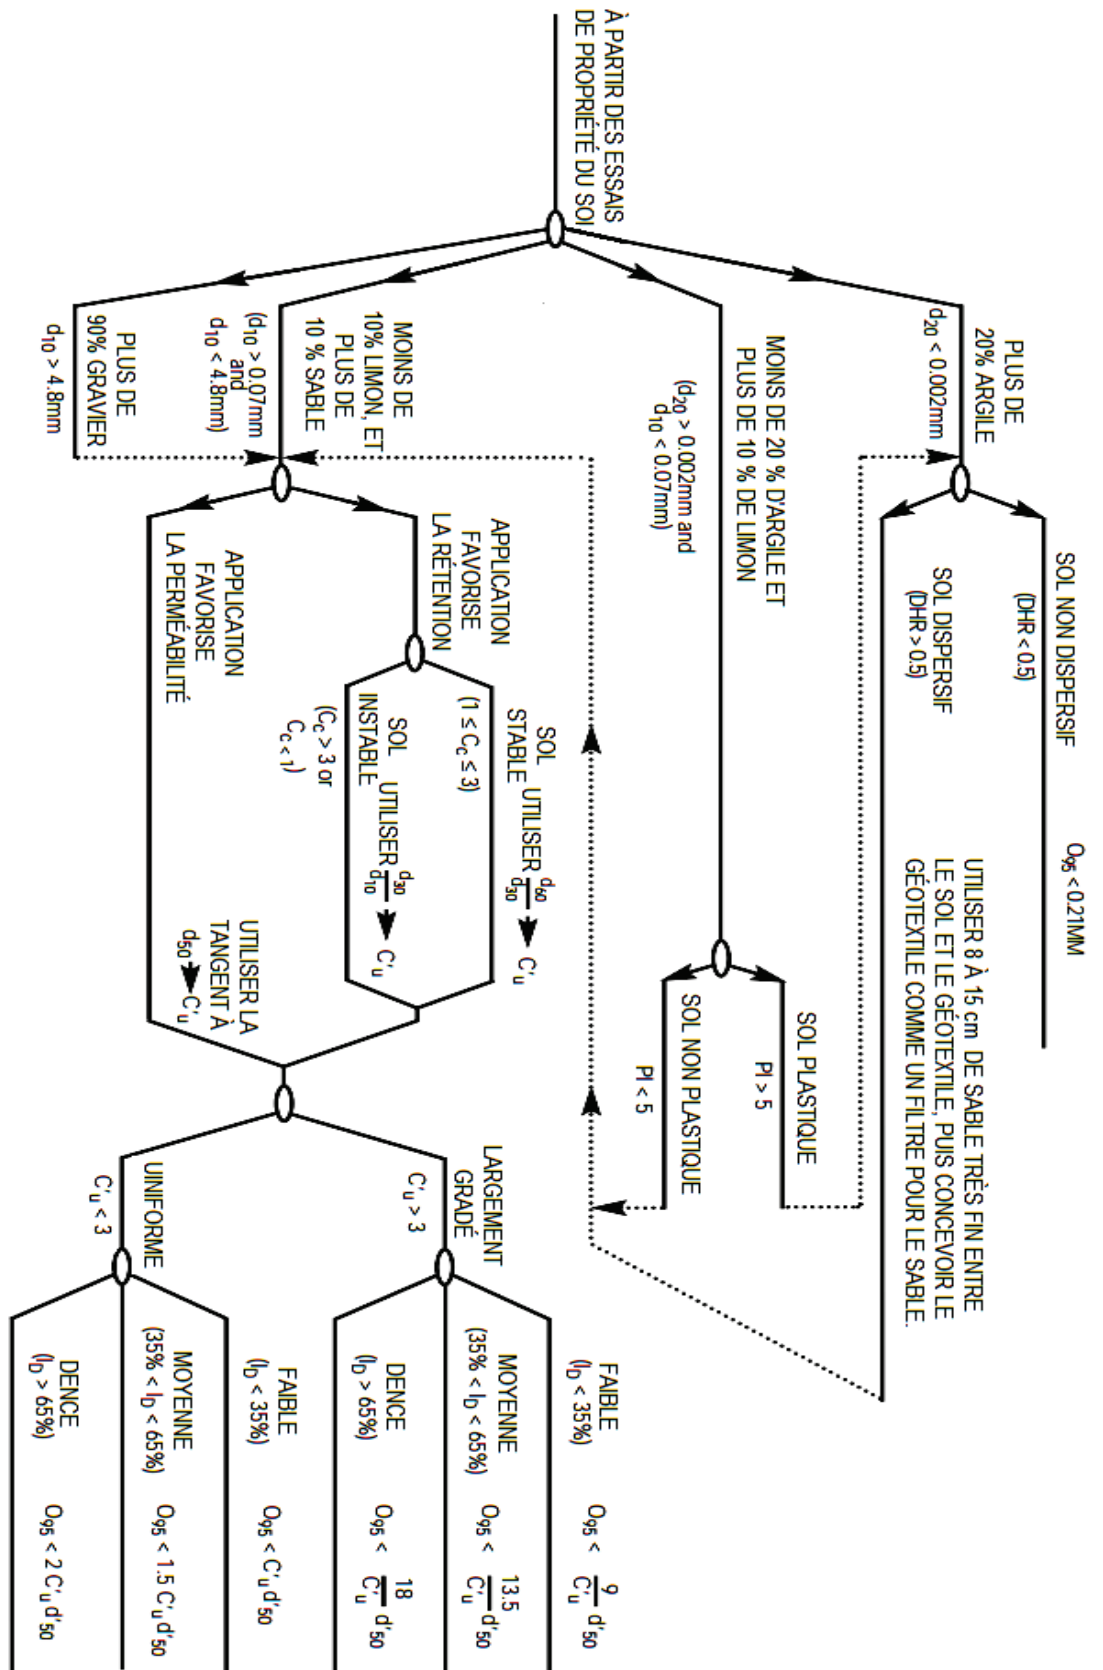 À PARTIR DES ESSAIS
DE PROPRIÉTÉ DU SOI
PLUS DE
20% ARGILE
d20 < 0.002mm
SOL NON DISPERSIF
(DHR < 0.5)
O95 < 0.21MM
SOL DISPERSIF
(DHR > 0.5)
UTILISER 8 À 15 cm DE SABLE TRÈS FIN ENTRE
LE SOL ET LE GÉOTEXTILE, PUIS CONCEVOIR LE
GÉOTEXTILE COMME UN FILTRE POUR LE SABLE.
MOINS DE 20 % D'ARGILE ET
PLUS DE 10 % DE LIMON
(d20 > 0.002mm and
d10 < 0.07mm)
SOL PLASTIQUE
PI > 5
SOL NON PLASTIQUE
PI < 5
MOINS DE
10% LIMON, ET
PLUS DE
10 % SABLE
(d10 > 0.07mm
and
d10 < 4.8mm)
PLUS DE
90% GRAVIER
d10 > 4.8mm
APPLICATION
FAVORISE
LA RÉTENTION
SOL
STABLE UTILISER d60/d30 → C'u
(1 ≤ Cc ≤ 3)
SOL
INSTABLE UTILISER d30/d10 → C'u
(Cc > 3 or
Cc < 1)
APPLICATION
FAVORISE
LA PERMÉABILITÉ
UTILISER LA
TANGENT À
d50 → C'u
LARGEMENT
GRADÉ
C'u > 3
FAIBLE
(ID < 35%)
O95 < 9/C'u d'50
MOYENNE
(35% < ID < 65%)
O95 < 13.5/C'u d'50
DENCE
(ID > 65%)
O95 < 18/C'u d'50
UINIFORME
C'u < 3
FAIBLE
(ID < 35%)
O95 < C'u d'50
MOYENNE
(35% < ID < 65%)
O95 < 1.5 C'u d'50
DENCE
(ID > 65%)
O95 < 2 C'u d'50